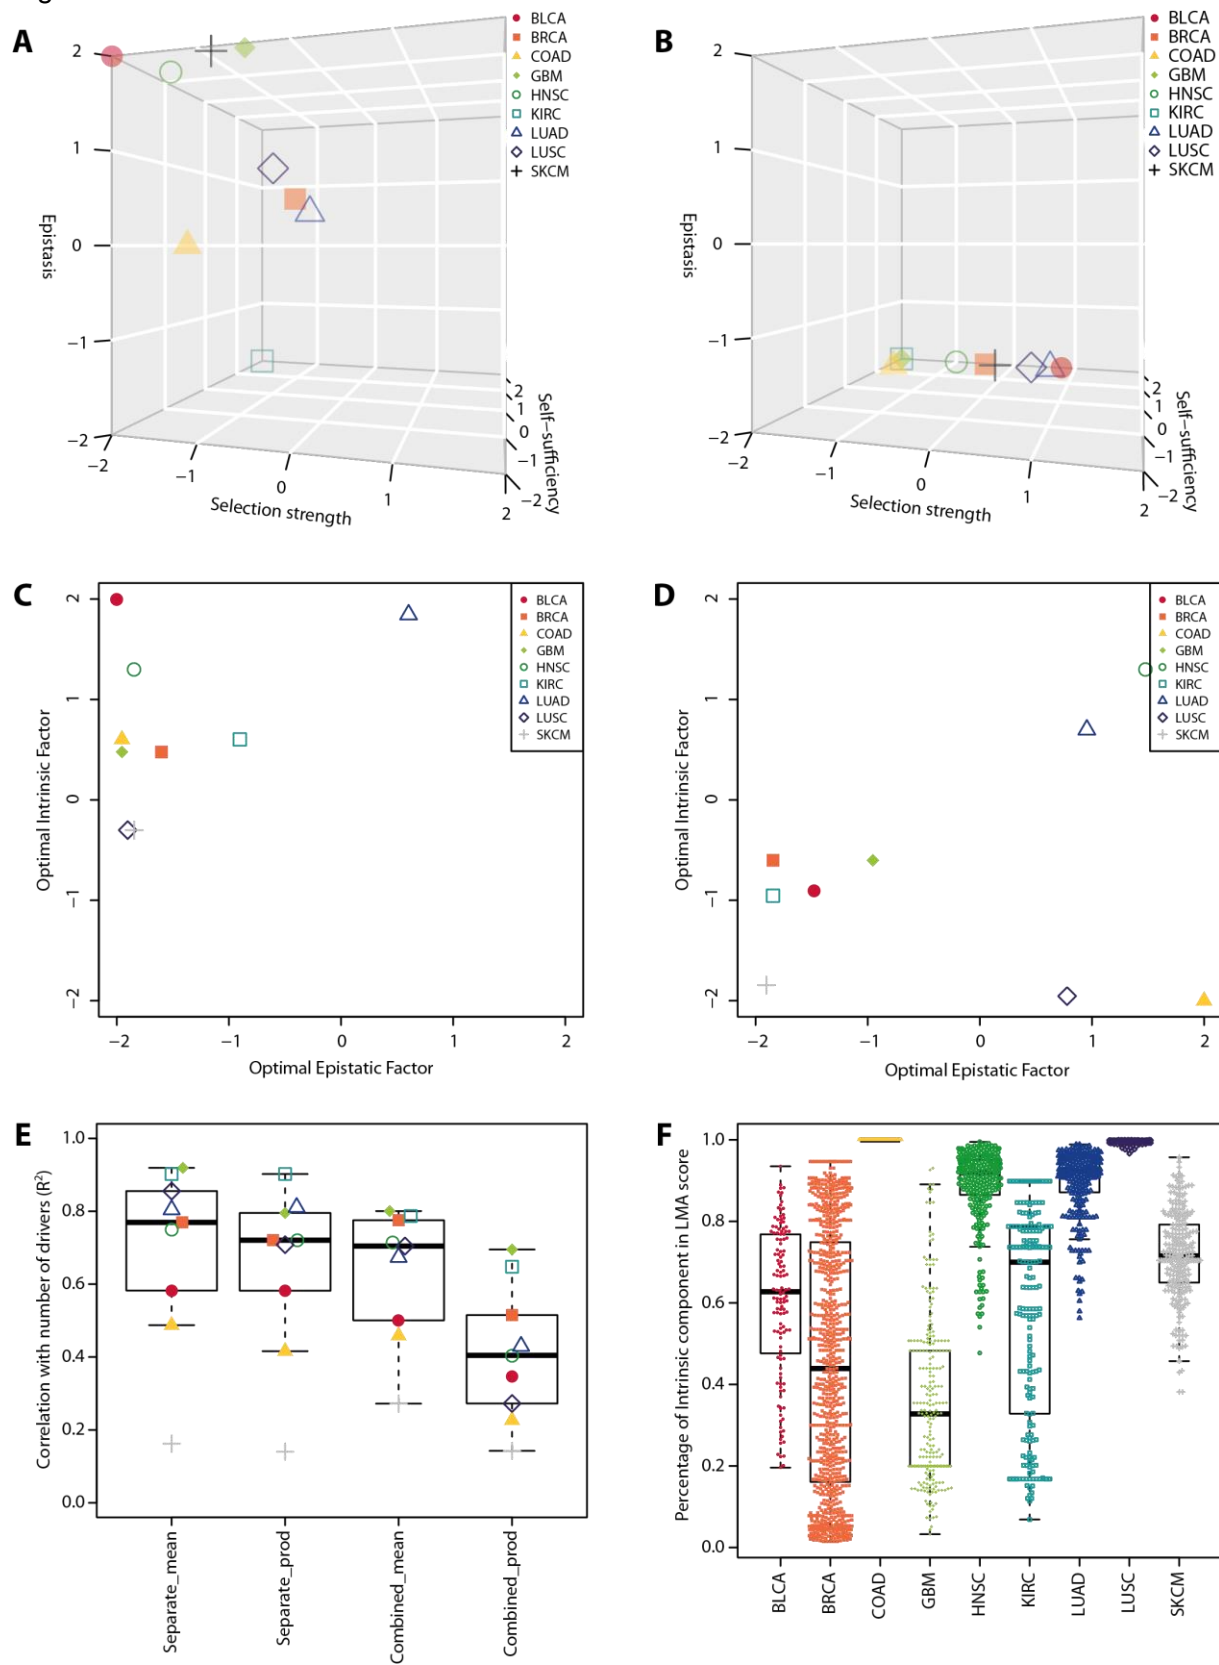 A
2
1
0
−1
−2
Epistasis
−2
−1
0
1
2
Selection strength
2
1
0
−1
−2
Self−sufficiency
BLCA
BRCA
COAD
GBM
HNSC
KIRC
LUAD
LUSC
SKCM
B
2
1
0
−1
−2
Epistasis
−2
−1
0
1
2
Selection strength
2
1
0
−1
−2
Self−sufficiency
BLCA
BRCA
COAD
GBM
HNSC
KIRC
LUAD
LUSC
SKCM
C
2
1
0
−1
−2
Optimal Intrinsic Factor
−2
−1
0
1
2
Optimal Epistatic Factor
BLCA
BRCA
COAD
GBM
HNSC
KIRC
LUAD
LUSC
SKCM
D
2
1
0
−1
−2
Optimal Intrinsic Factor
−2
−1
0
1
2
Optimal Epistatic Factor
BLCA
BRCA
COAD
GBM
HNSC
KIRC
LUAD
LUSC
SKCM
E
1.0
0.8
0.6
0.4
0.2
0.0
Correlation with number of drivers (R²)
Separate_mean
Separate_prod
Combined_mean
Combined_prod
F
1.0
0.8
0.6
0.4
0.2
0.0
Percentage of Intrinsic component in LMA score
BLCA
BRCA
COAD
GBM
HNSC
KIRC
LUAD
LUSC
SKCM